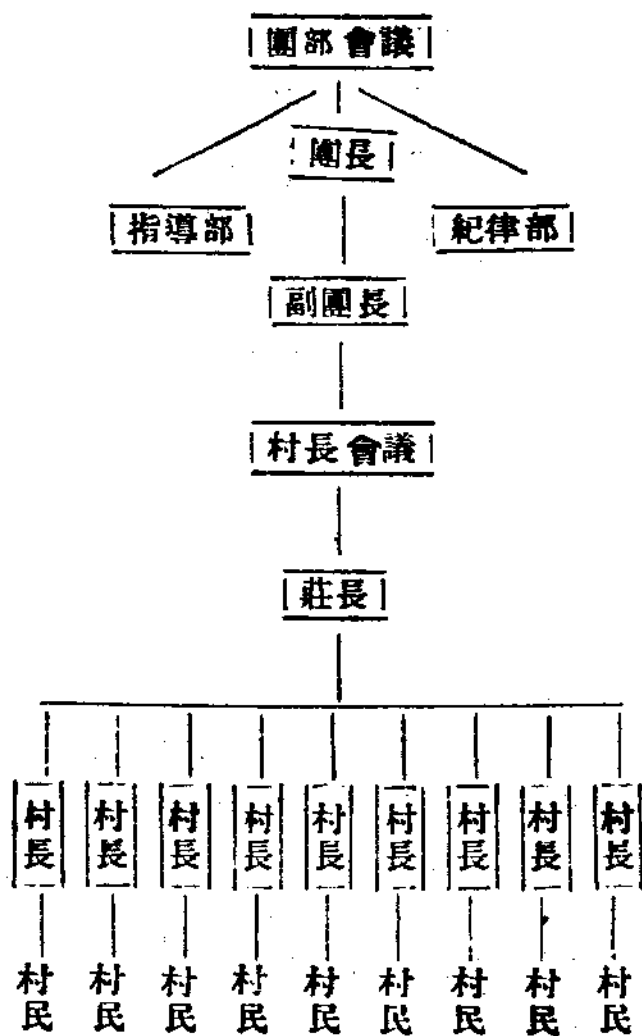 團部會議
團長
指導部 紀律部
副團長
村長會議
莊長
村長 村長 村長 村長 村長 村長 村長 村長 村長
村民 村民 村民 村民 村民 村民 村民 村民 村民